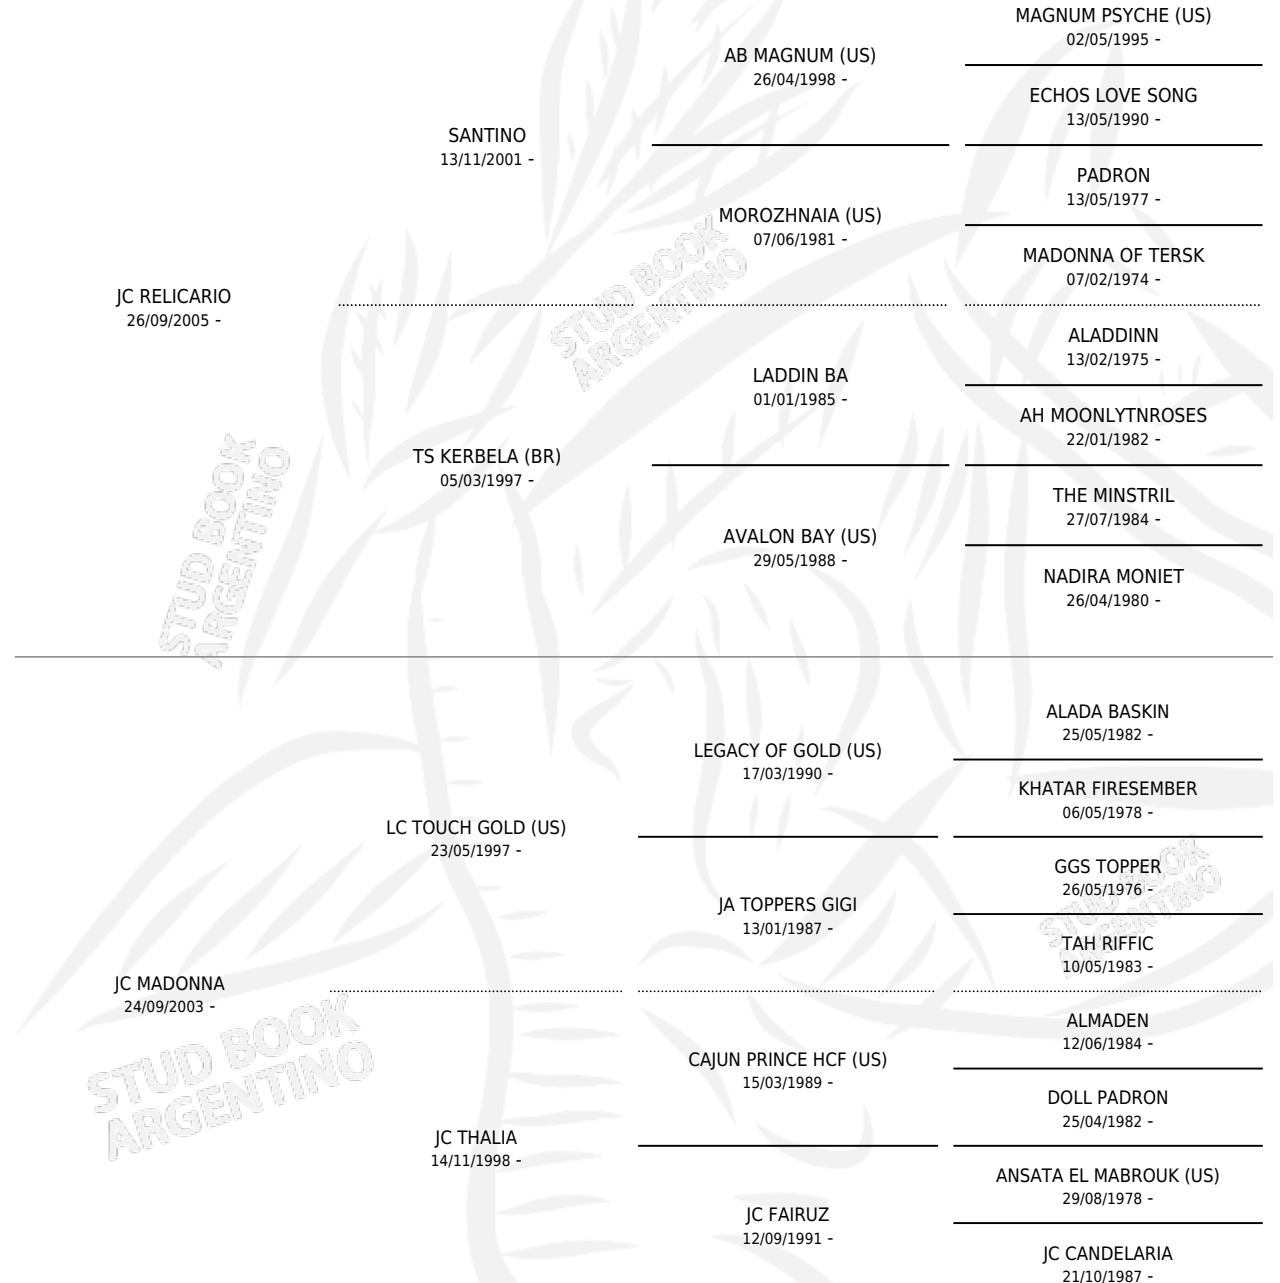 MAGNUM PSYCHE (US)
02/05/1995 -
AB MAGNUM (US)
26/04/1998 -
ECHOS LOVE SONG
13/05/1990 -
SANTINO
13/11/2001 -
PADRON
13/05/1977 -
MOROZHNAIA (US)
07/06/1981 -
MADONNA OF TERSK
07/02/1974 -
JC RELICARIO
26/09/2005 -
ALADDINN
13/02/1975 -
LADDIN BA
01/01/1985 -
AH MOONLYTNROSES
22/01/1982 -
TS KERBELA (BR)
05/03/1997 -
THE MINSTRIL
27/07/1984 -
AVALON BAY (US)
29/05/1988 -
NADIRA MONIET
26/04/1980 -
STUD BOOK
ARGENTINO
STUD BOOK
ARGENTINO
ALADA BASKIN
25/05/1982 -
LEGACY OF GOLD (US)
17/03/1990 -
KHATAR FIRESEMBER
06/05/1978 -
LC TOUCH GOLD (US)
23/05/1997 -
GGS TOPPER
26/05/1976 -
JA TOPPERS GIGI
13/01/1987 -
TAH RIFFIC
10/05/1983 -
JC MADONNA
24/09/2003 -
ALMADEN
12/06/1984 -
CAJUN PRINCE HCF (US)
15/03/1989 -
DOLL PADRON
25/04/1982 -
JC THALIA
14/11/1998 -
ANSATA EL MABROUK (US)
29/08/1978 -
JC FAIRUZ
12/09/1991 -
JC CANDELARIA
21/10/1987 -
STUD BOOK
ARGENTINO
STUD BOOK
ARGENTINO